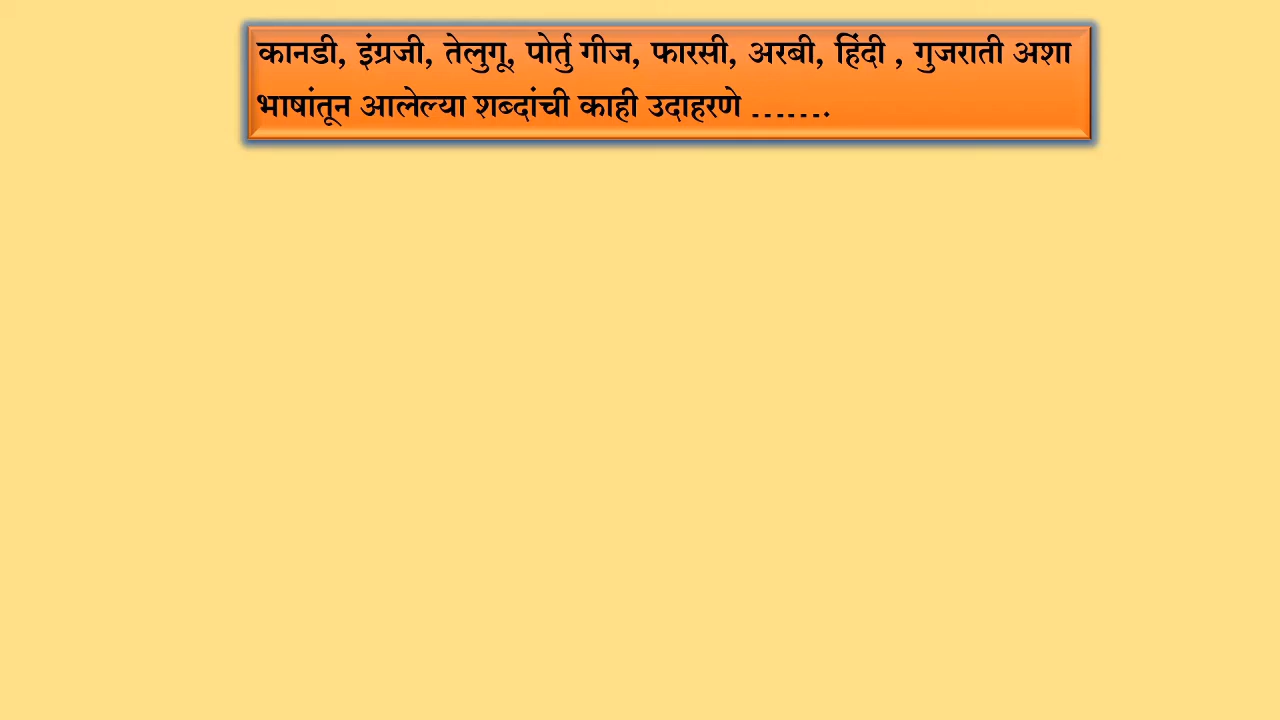 कानडी, इंग्रजी, तेलुगू, पोर्तु गीज, फारसी, अरबी, हिंदी , गुजराती अशा
भाषांतून आलेल्या शब्दांची काही उदाहरणे …….